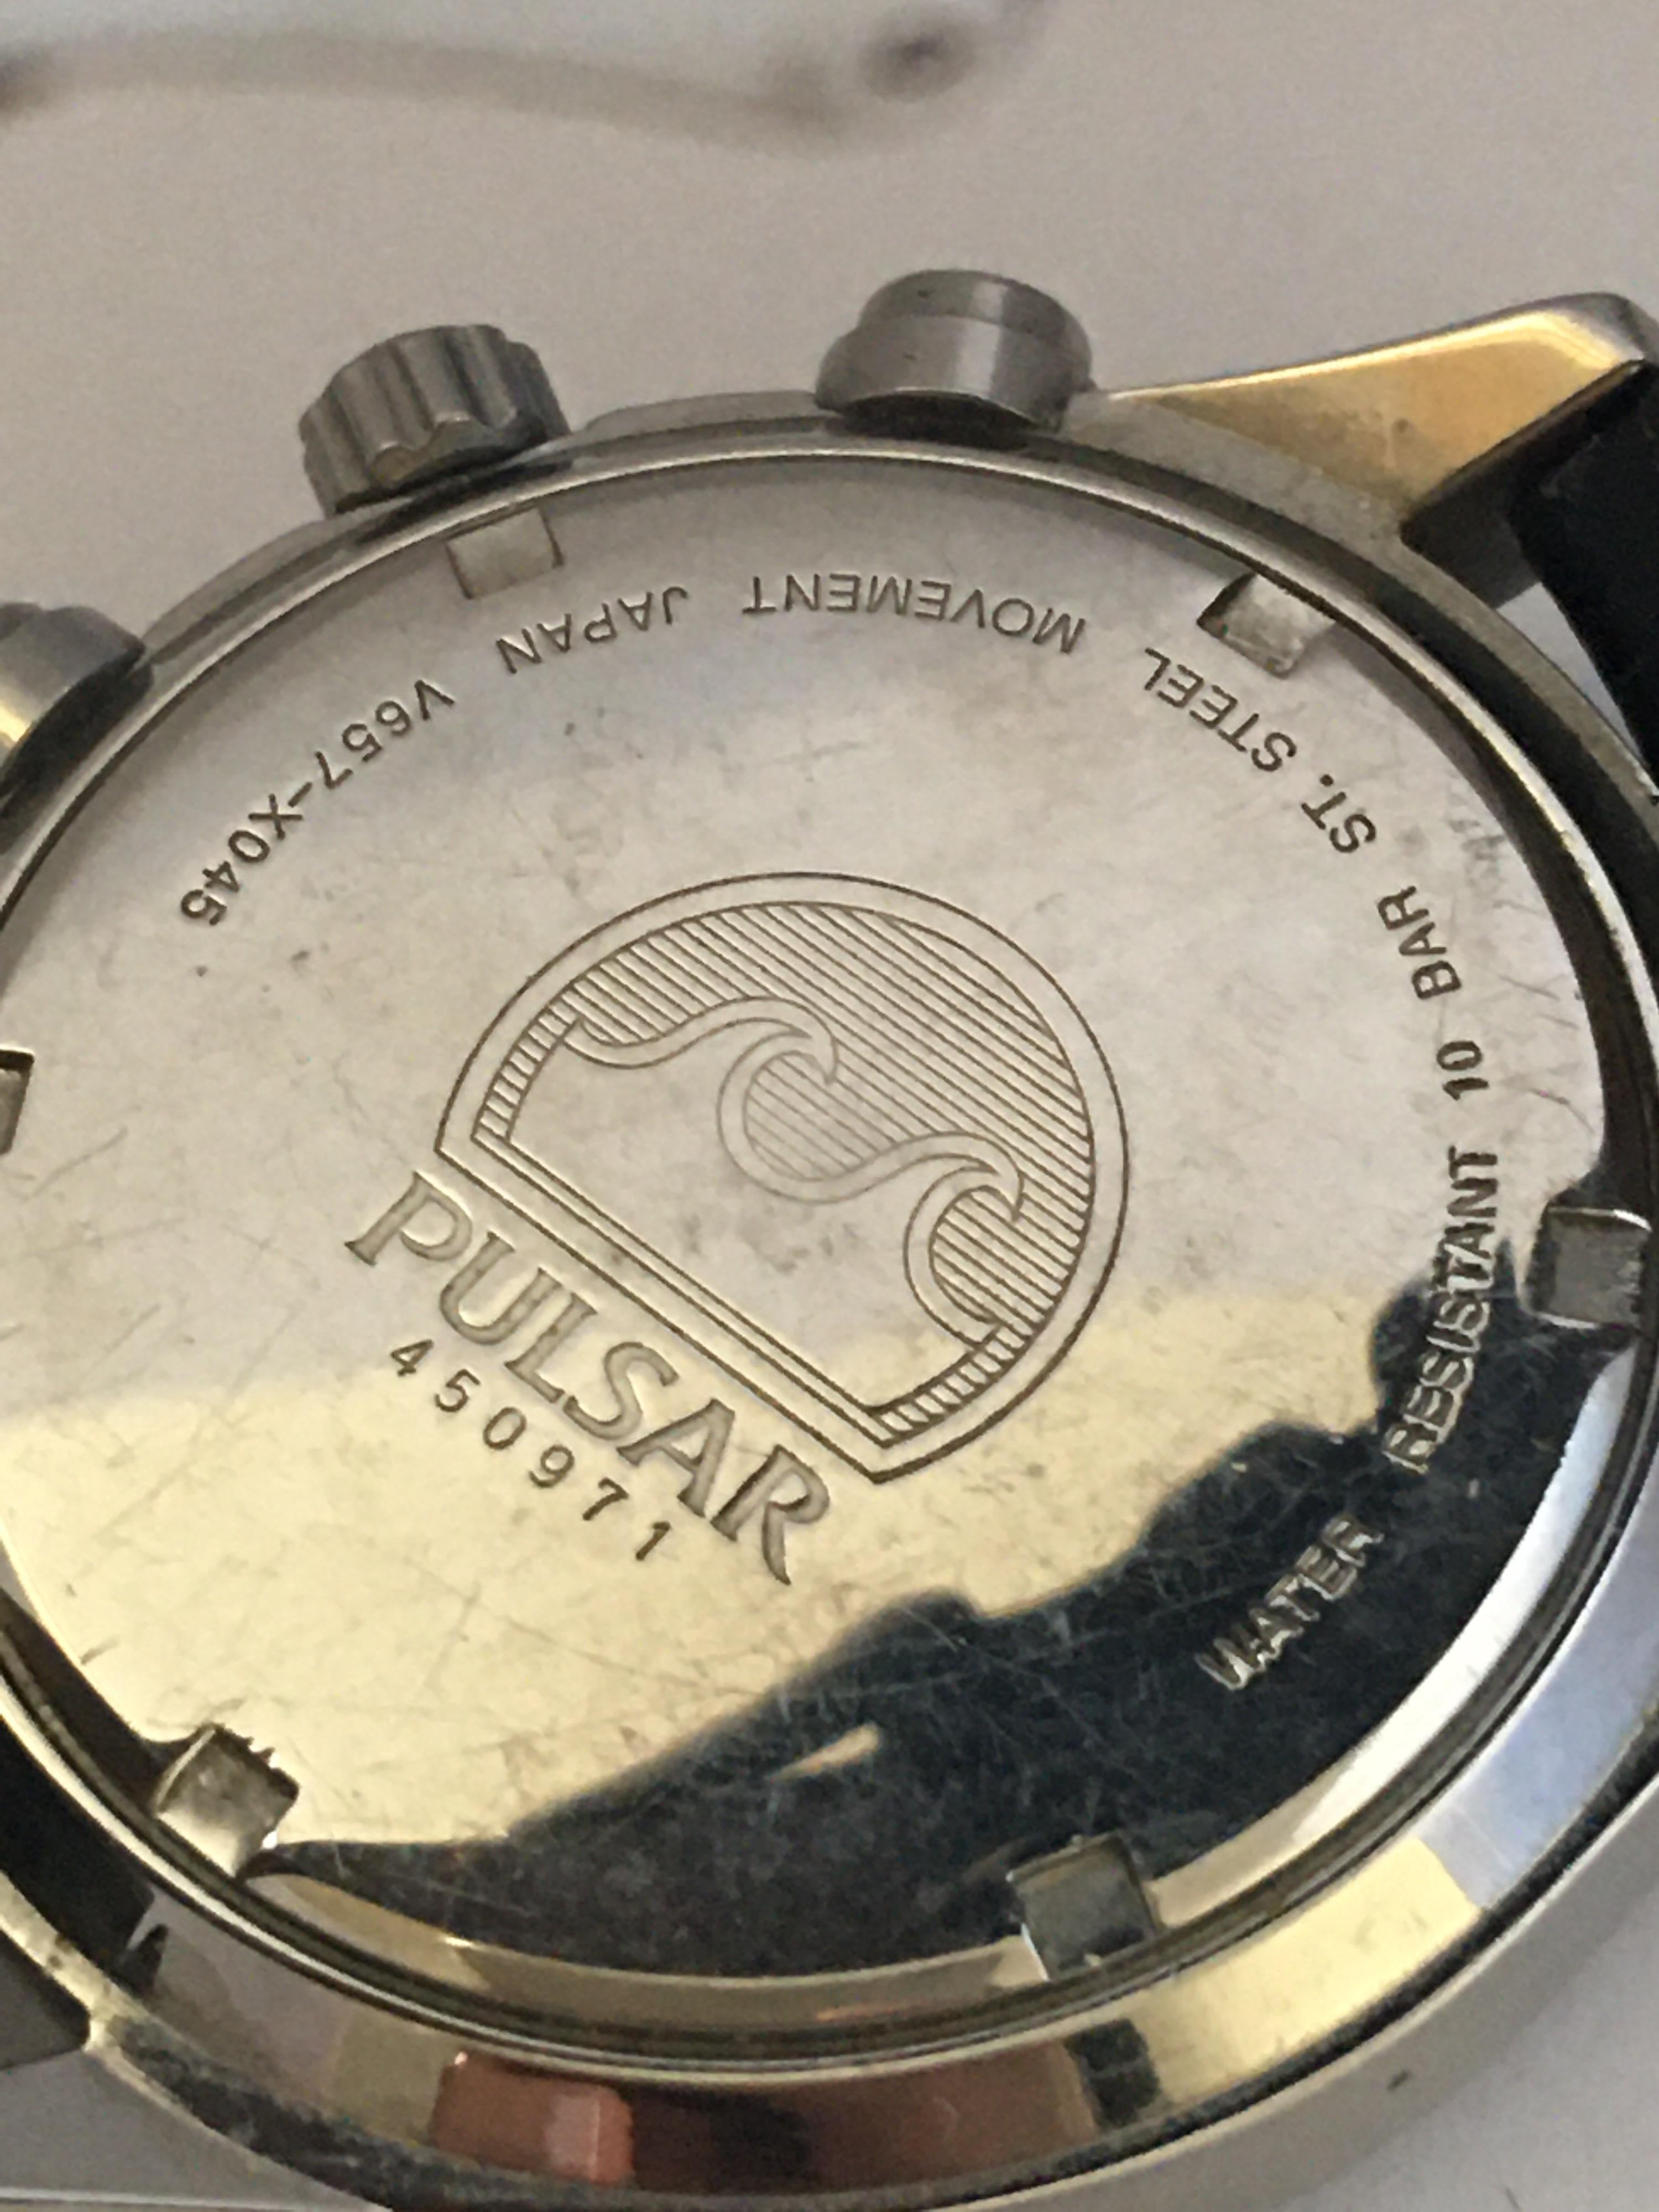 WATER RESISTANT 10 BAR ST. STEEL MOVEMENT JAPAN V657-X045
PULSAR
450971